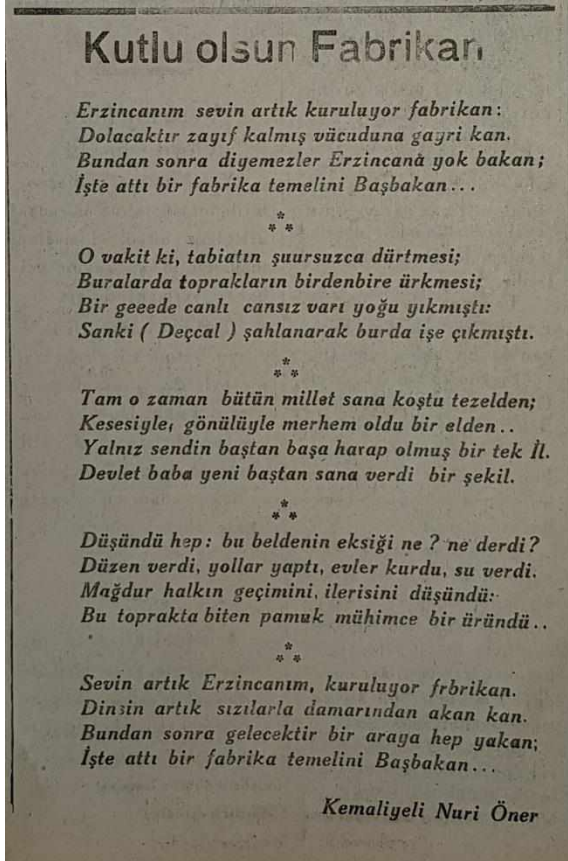 Kutlu olsun Fabrikan
Erzincanım sevin artık kuruluyor fabrikan:
Dolacaktır zayıf kalmış vücuduna gayri kan.
Bundan sonra diyemezler Erzincanà yok bakan;
İşte attı bir fabrika temelini Başbakan...
O vakit ki, tabiatın şuursuzca dürtmesi;
Buralarda toprakların birdenbire ürkmesi;
Bir geeede canlı cansız varı yoğu yıkmıştı:
Sanki ( Deçcal ) şahlanarak burda işe çıkmıştı.
Tam o zaman bütün millet sana koştu tezelden;
Kesesiyle, gönülüyle merhem oldu bir elden..
Yalnız sendin baştan başa harap olmuş bir tek İl.
Devlet baba yeni baştan sana verdi bir şekil.
Düşündü hep: bu beldenin eksiği ne? ne derdi?
Düzen verdi, yollar yaptı, evler kurdu, su verdi.
Mağdur halkın geçimini, ilerisini düşündü:
Bu toprakta biten pamuk mühimce bir üründü..
Sevin artık Erzincanım, kuruluyor frbrikan.
Dinsin artık sızılarla damarından akan kan.
Bundan sonra gelecektir bir araya hep yakan;
İşte attı bir fabrika temelini Başbakan...
Kemaliyeli Nuri Öner